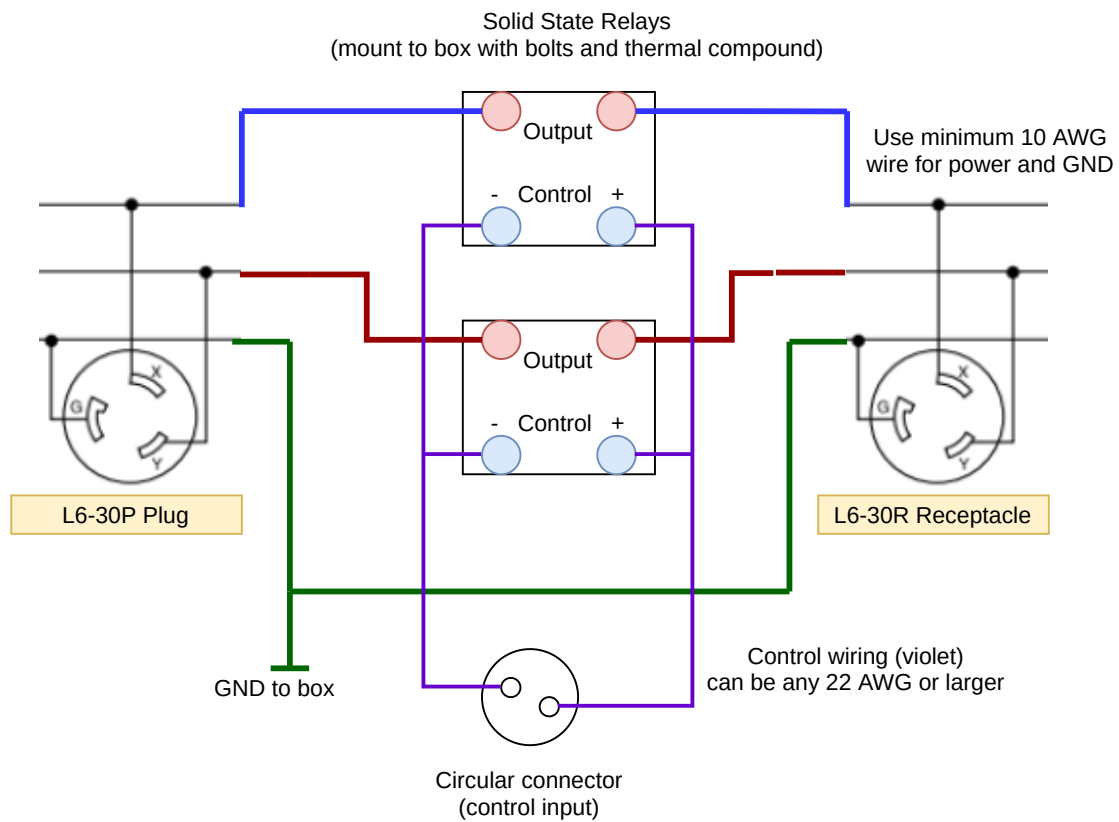 Solid State Relays
(mount to box with bolts and thermal compound)
Output
Use minimum 10 AWG
wire for power and GND
- Control +
Output
- Control +
X
G
Y
X
G
Y
L6-30P Plug
L6-30R Receptacle
GND to box
Control wiring (violet)
can be any 22 AWG or larger
Circular connector
(control input)